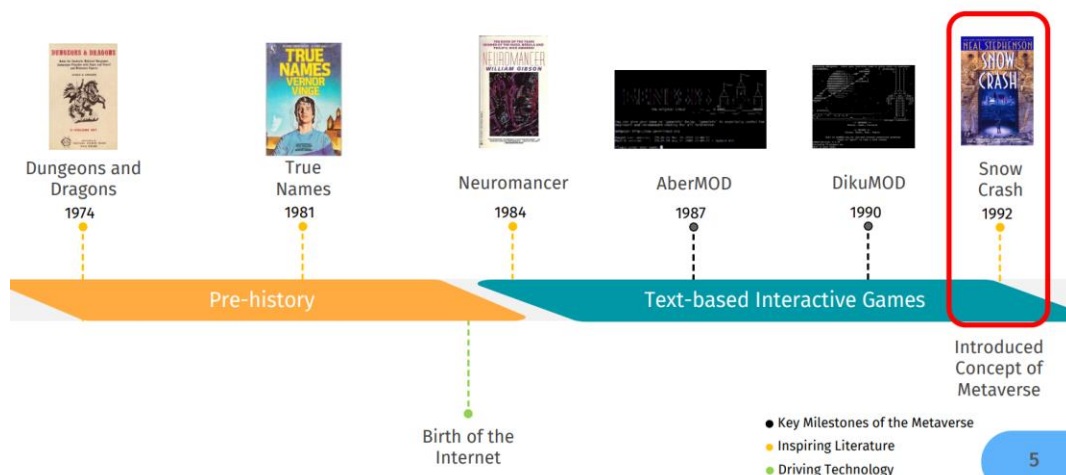 DUNGEONS & DRAGONS
TRUE
NAMES
VERNOR
VINGE
NEUROMANCER
WILLIAM GIBSON
NEAL STEPHENSON
SNOW
CRASH
Dungeons and
Dragons
1974
True
Names
1981
Neuromancer
1984
AberMOD
1987
DikuMOD
1990
Snow
Crash
1992
Pre-history
Text-based Interactive Games
Birth of the
Internet
Introduced
Concept of
Metaverse
Key Milestones of the Metaverse
Inspiring Literature
Driving Technology
5